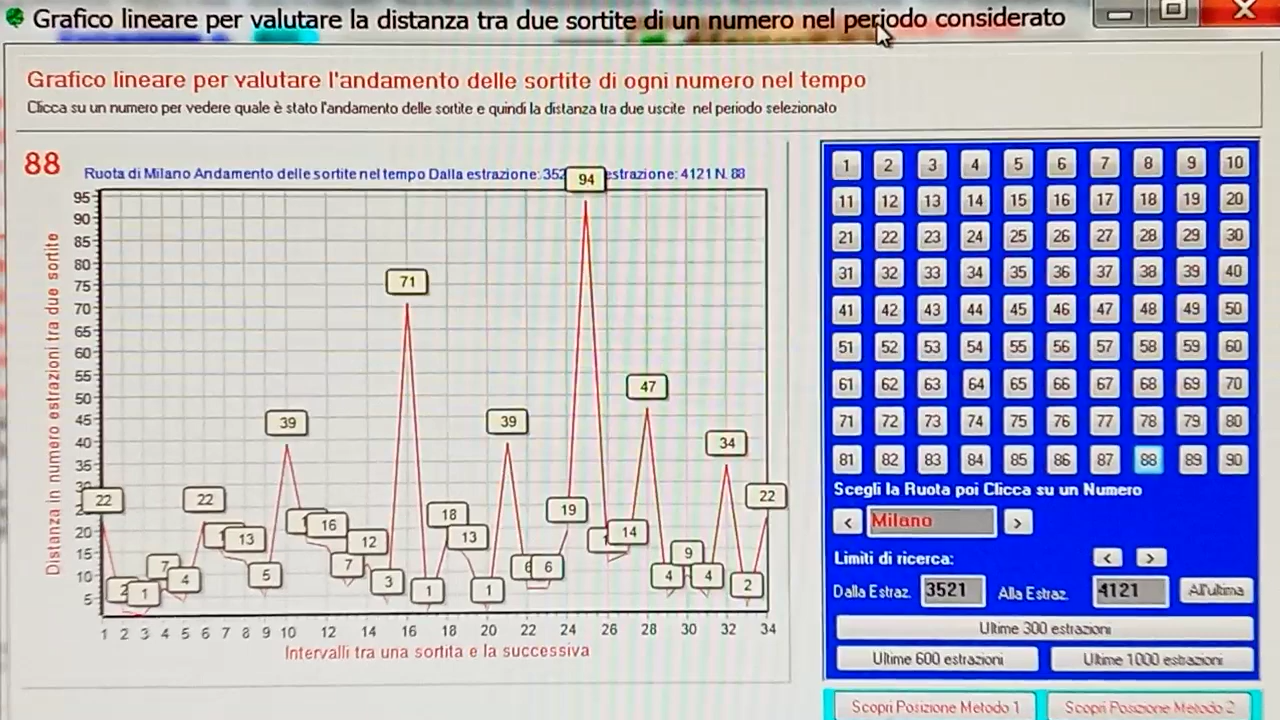 Grafico lineare per valutare la distanza tra due sortite di un numero nel periodo considerato
Grafico lineare per valutare l'andamento delle sortite di ogni numero nel tempo
Clicca su un numero per vedere quale è stato l'andamento delle sortite e quindi la distanza tra due uscite nel periodo selezionato
88
Ruota di Milano Andamento delle sortite nel tempo Dalla estrazione: 352 estrazione: 4121 N. 88
Distanza in numero estrazioni tra due sortite
95
90
85
80
75
70
65
60
55
50
45
40
35
30
20
15
10
5
22 2 1 7 4 22 13 5 39 16 7 12 3 71 1 18 13 1 39 6 6 19 94 14 47 4 9 4 34 2 22
1 2 3 4 5 6 7 8 9 10 12 14 16 18 20 22 24 26 28 30 32 34
Intervalli tra una sortita e la successiva
1 2 3 4 5 6 7 8 9 10
11 12 13 14 15 16 17 18 19 20
21 22 23 24 25 26 27 28 29 30
31 32 33 34 35 36 37 38 39 40
41 42 43 44 45 46 47 48 49 50
51 52 53 54 55 56 57 58 59 60
61 62 63 64 65 66 67 68 69 70
71 72 73 74 75 76 77 78 79 80
81 82 83 84 85 86 87 88 89 90
Scegli la Ruota poi Clicca su un Numero
< Milano >
Limiti di ricerca: < >
Dalla Estraz. 3521 Alla Estraz. 4121 All'ultima
Ultime 300 estrazioni
Ultime 600 estrazioni Ultime 1000 estrazioni
Scopri Posizione Metodo 1 Scopri Posizione Metodo 2